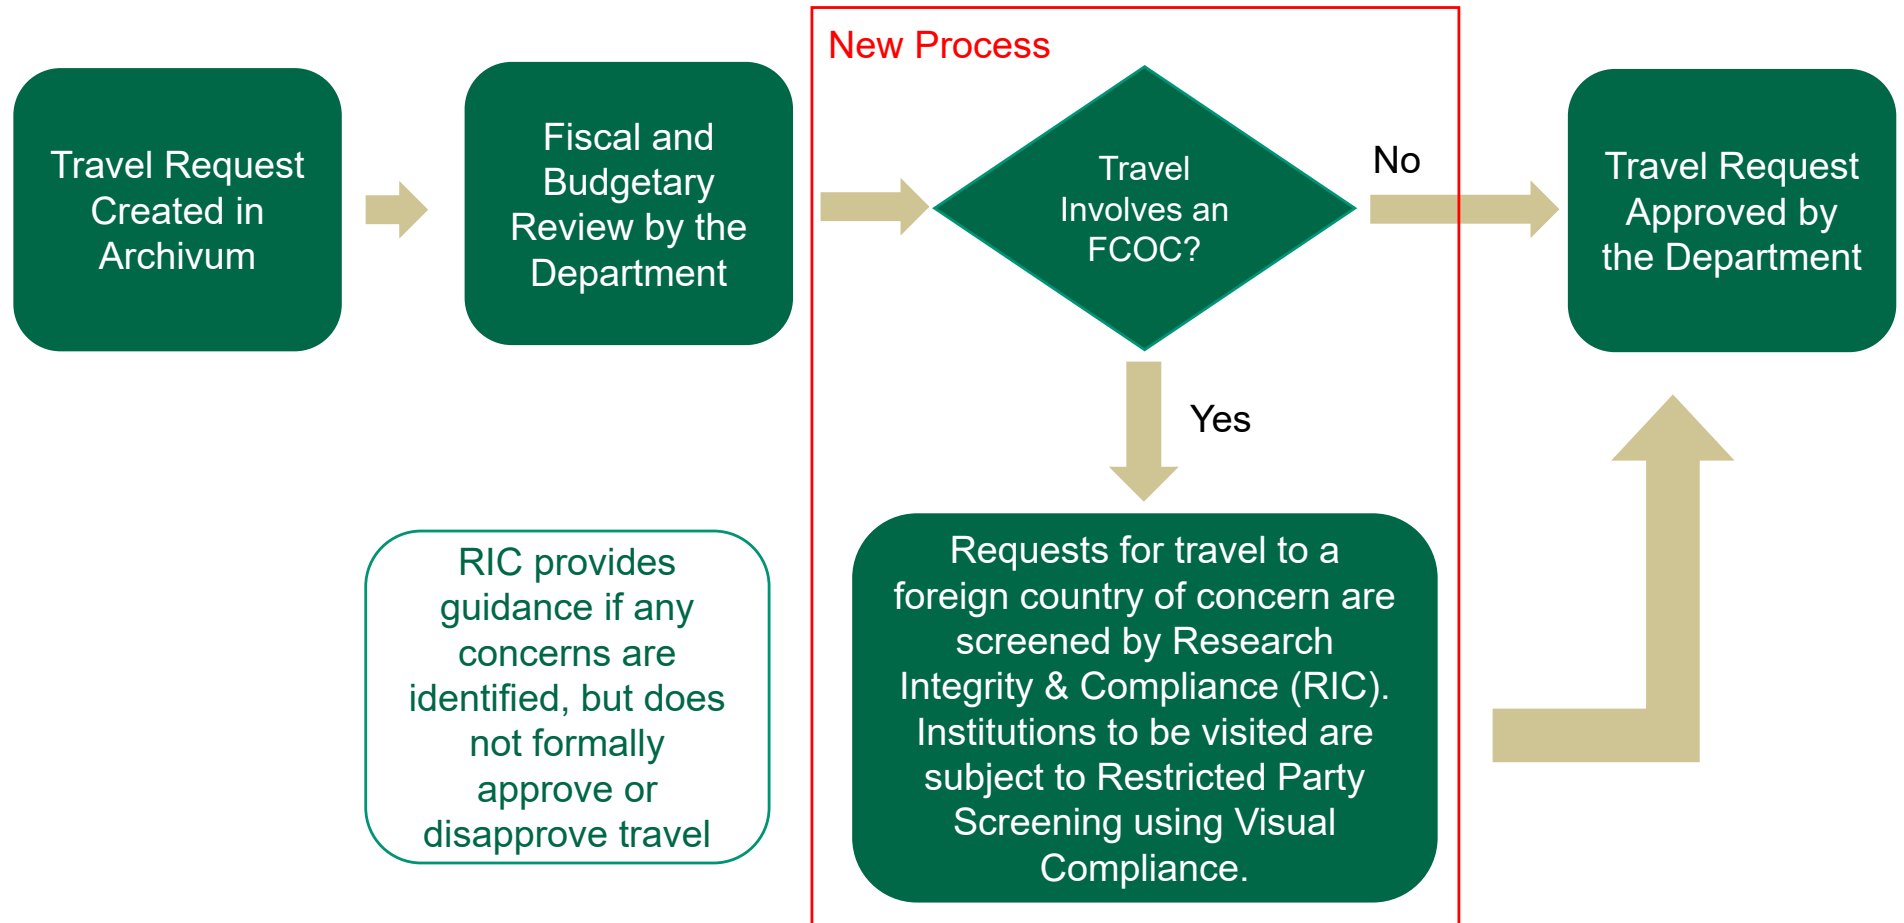 New Process
Travel Request
Created in
Archivum
Fiscal and
Budgetary
Review by the
Department
Travel
Involves an
FCOC?
No
Travel Request
Approved by
the Department
Yes
RIC provides
guidance if any
concerns are
identified, but does
not formally
approve or
disapprove travel
Requests for travel to a
foreign country of concern are
screened by Research
Integrity & Compliance (RIC).
Institutions to be visited are
subject to Restricted Party
Screening using Visual
Compliance.